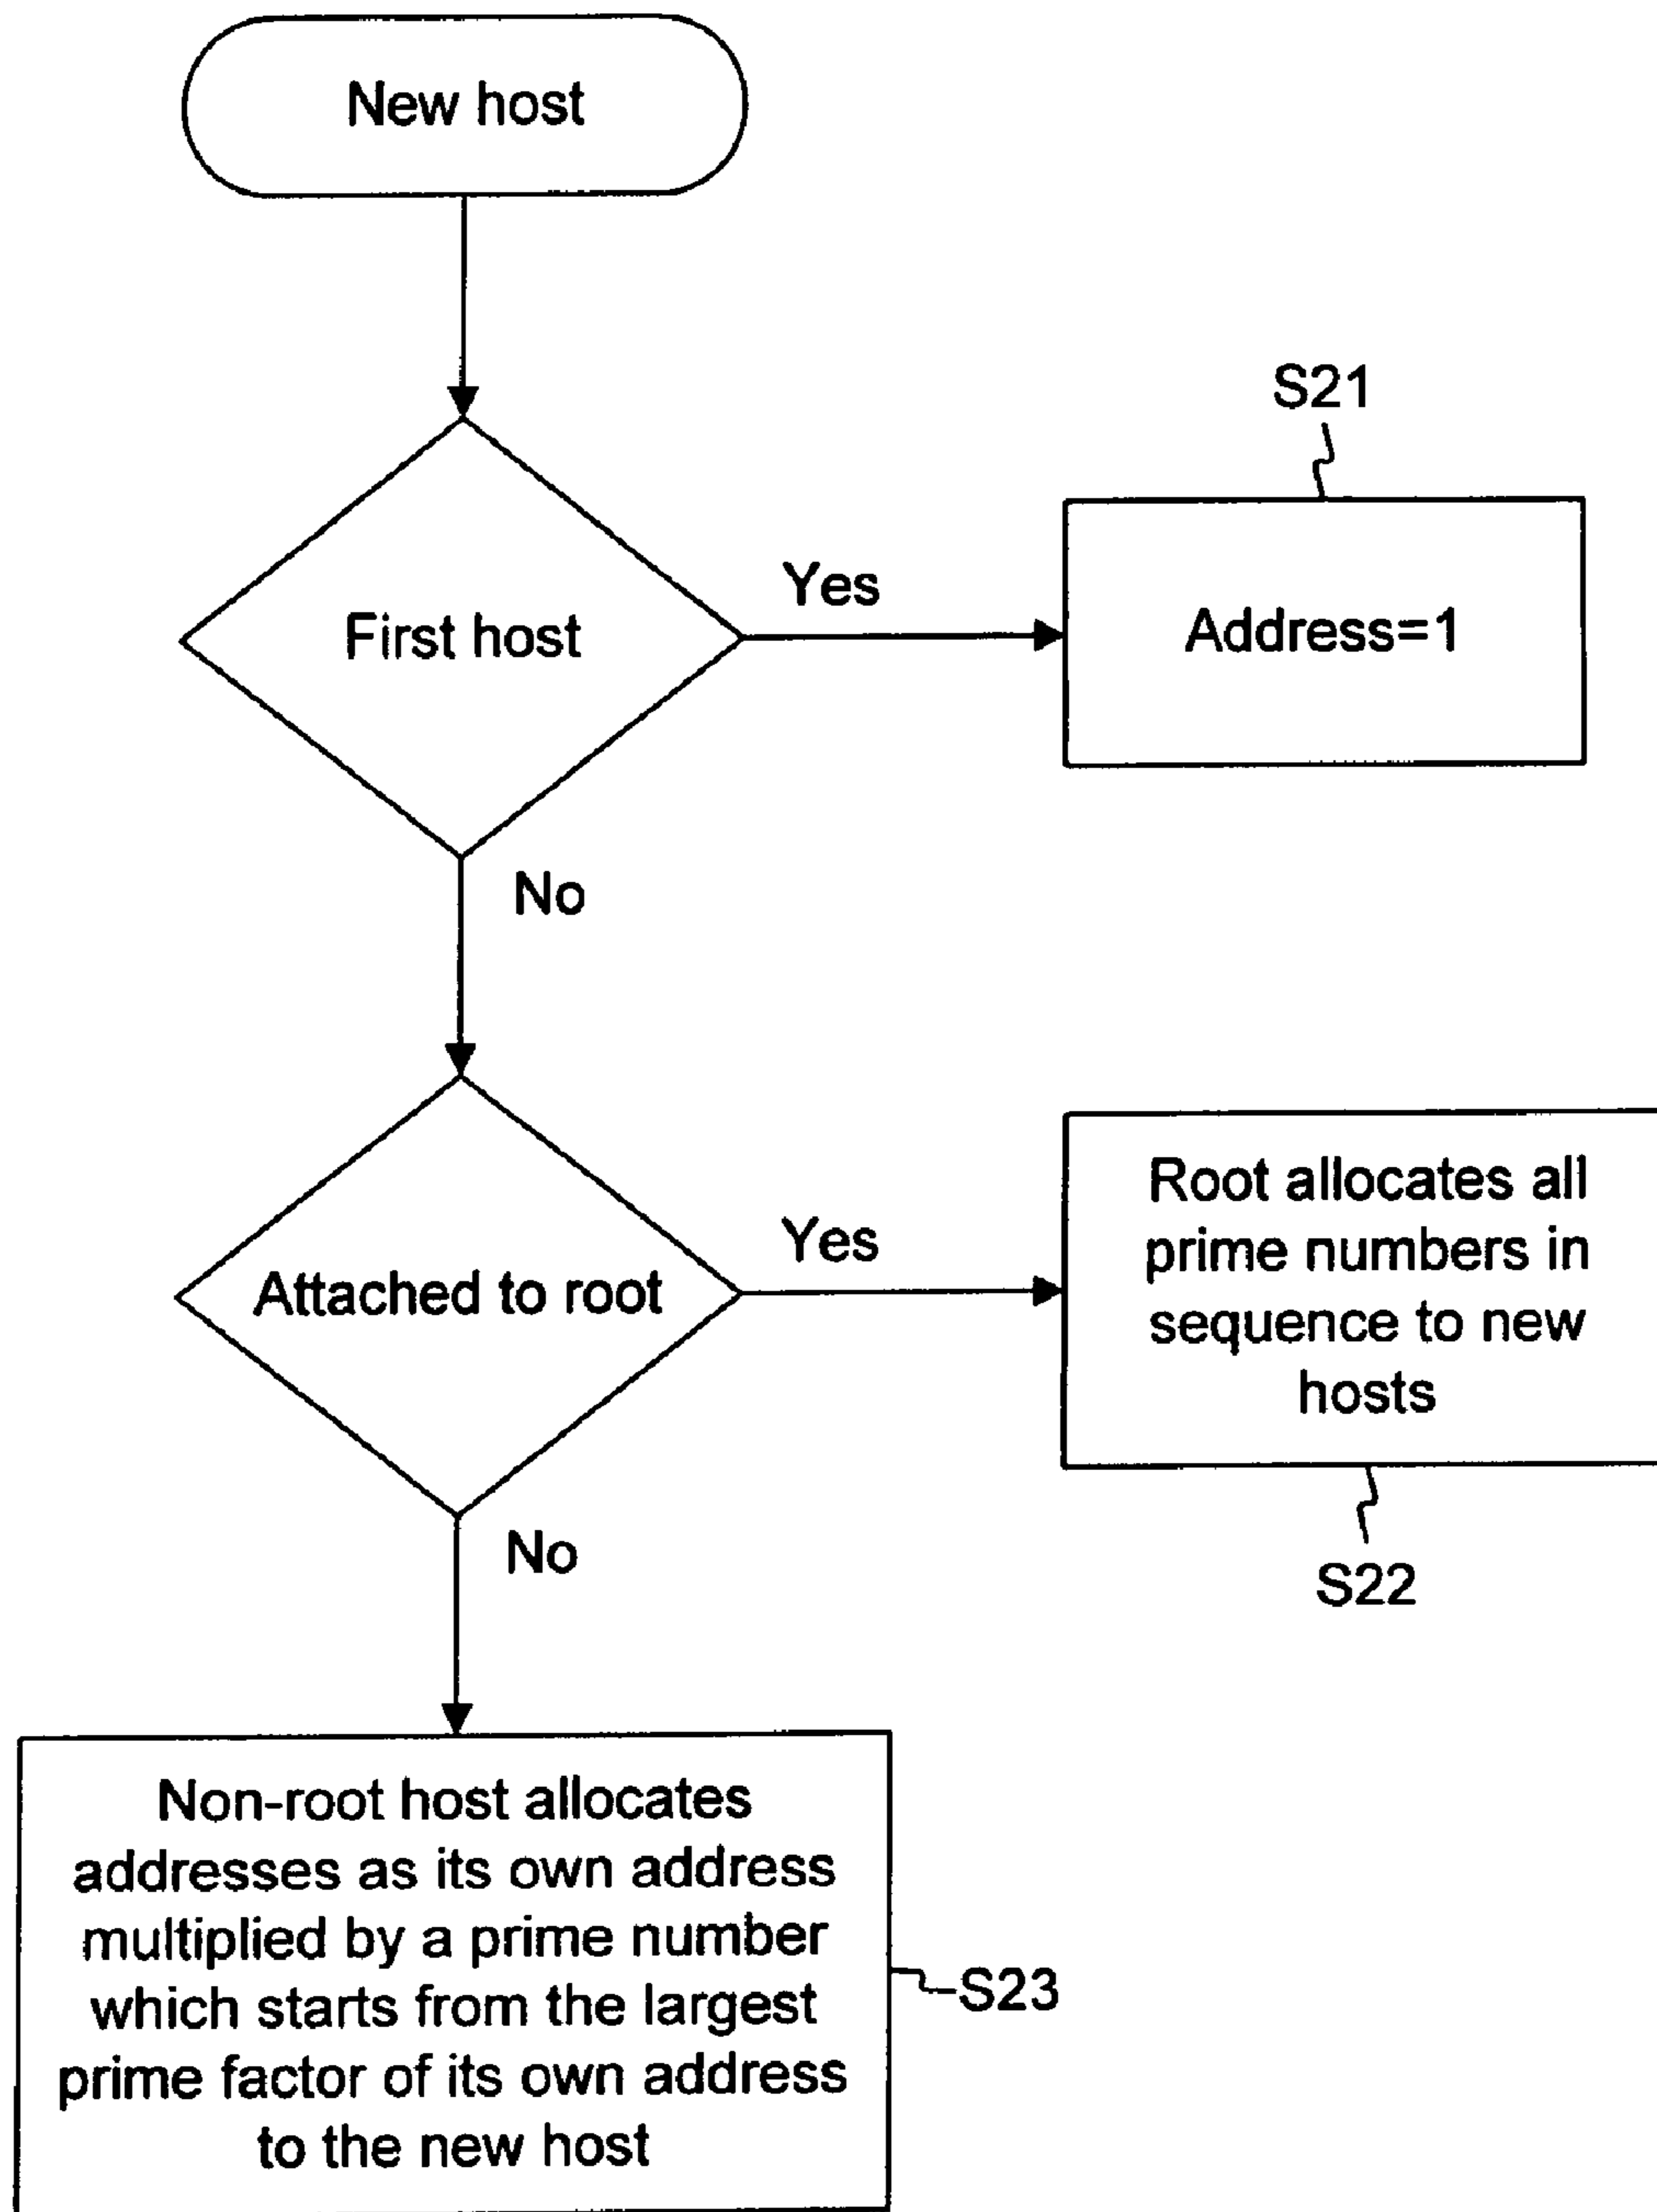 New host
S21
First host
Yes
Address=1
No
Attached to root
Yes
Root allocates all
prime numbers in
sequence to new
hosts
S22
No
Non-root host allocates
addresses as its own address
multiplied by a prime number
which starts from the largest
prime factor of its own address
to the new host
S23